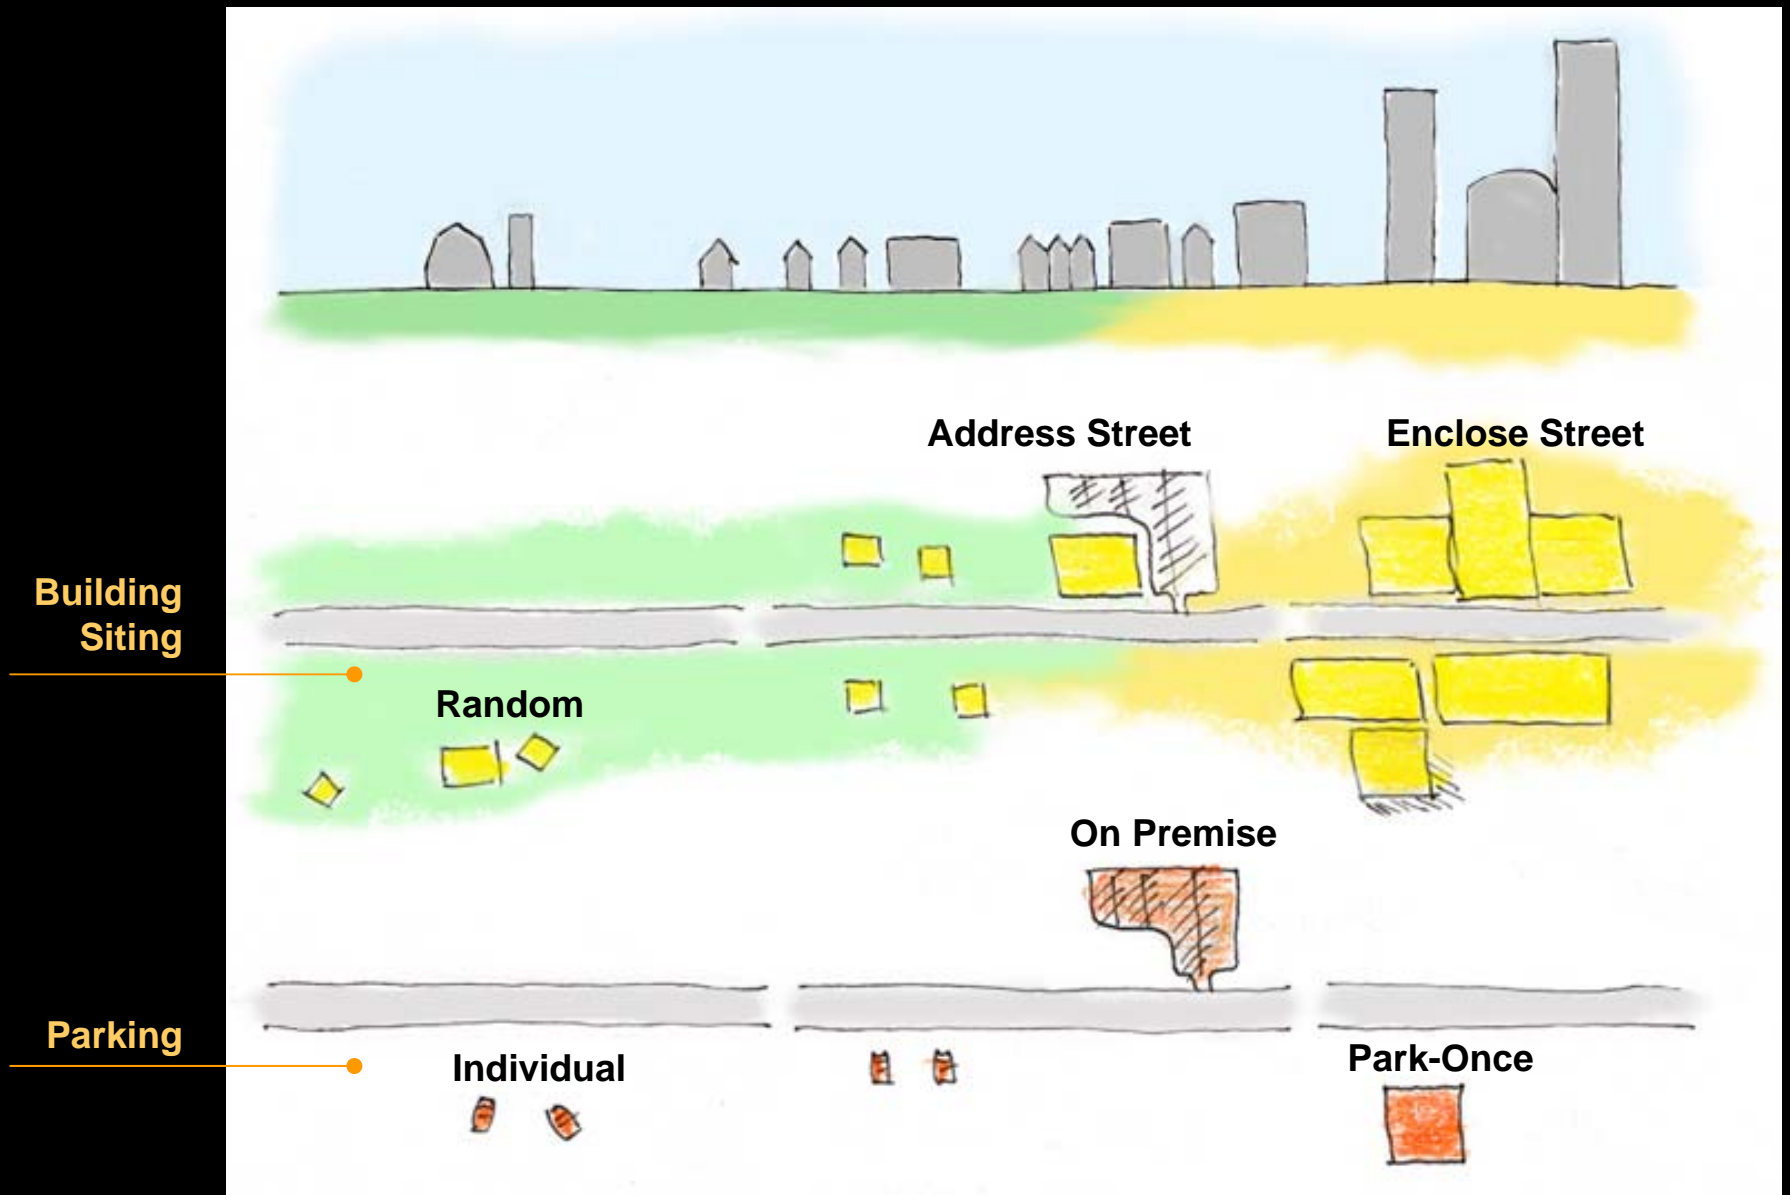 Address Street
Enclose Street
Building
Siting
Random
On Premise
Parking
Individual
Park-Once